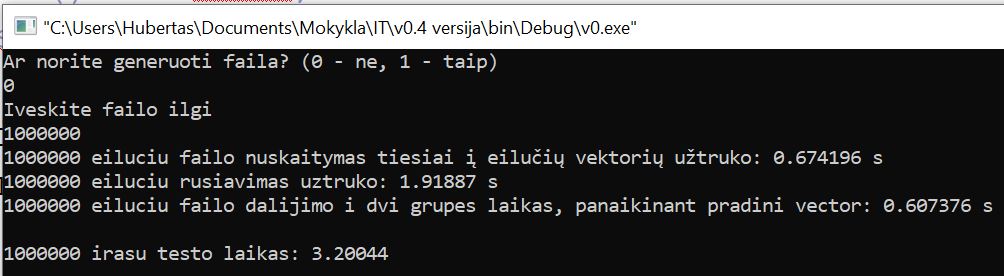 "C:\Users\Hubertas\Documents\Mokykla\IT\v0.4 versija\bin\Debug\v0.exe"
Ar norite generuoti faila? (0 - ne, 1 - taip)
0
Iveskite failo ilgi
1000000
1000000 eiluciu failo nuskaitymas tiesiai į eilučių vektorių užtruko: 0.674196 s
1000000 eiluciu rusiavimas uztruko: 1.91887 s
1000000 eiluciu failo dalijimo i dvi grupes laikas, panaikinant pradini vector: 0.607376 s
1000000 irasu testo laikas: 3.20044